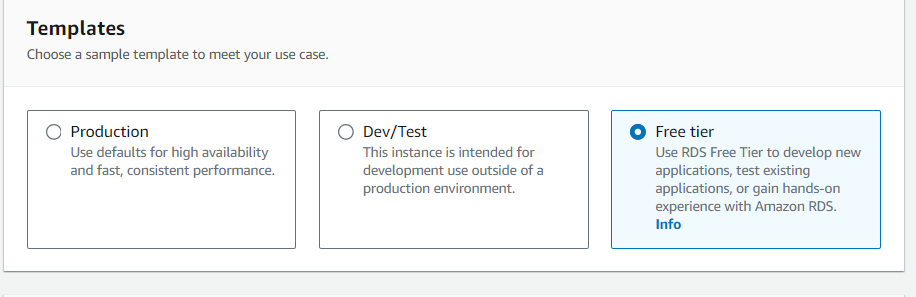 Templates
Choose a sample template to meet your use case.
Production
Use defaults for high availability
and fast, consistent performance.
Dev/Test
This instance is intended for
development use outside of a
production environment.
Free tier
Use RDS Free Tier to develop new
applications, test existing
applications, or gain hands-on
experience with Amazon RDS.
Info